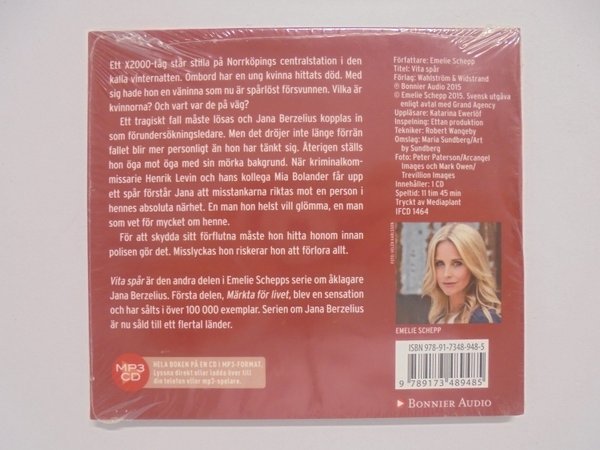 Ett X2000-tåg står stilla på Norrköpings centralstation i den
kalla vinternatten. Ombord har en ung kvinna hittats död. Med
sig hade hon en väninna som nu är spårlöst försvunnen. Vilka är
kvinnorna? Och vart var de på väg?
Ett tragiskt fall måste lösas och Jana Berzelius kopplas in
som förundersökningsledare. Men det dröjer inte länge förrän
fallet blir mer personligt än hon har tänkt sig. Återigen ställs
hon öga mot öga med sin mörka bakgrund. När kriminalkom-
missarie Henrik Levin och hans kollega Mia Bolander får upp
ett spår förstår Jana att misstankarna riktas mot en person i
hennes absoluta närhet. En man hon helst vill glömma, en man
som vet för mycket om henne.
För att skydda sitt förflutna måste hon hitta honom innan
polisen gör det. Misslyckas hon riskerar hon att förlora allt.
Vita spår är den andra delen i Emelie Schepps serie om åklagare
Jana Berzelius. Första delen, Märkta för livet, blev en sensation
och har sålts i över 100 000 exemplar. Serien om Jana Berzelius
är nu såld till ett flertal länder.
MP3
CD
HELA BOKEN PÅ EN CD I MP3-FORMAT.
Lyssna direkt eller ladda över till
din telefon eller mp3-spelare.
Författare: Emelie Schepp
Titel: Vita spår
Förlag: Wahlström & Widstrand
℗ Bonnier Audio 2015
© Emelie Schepp 2015. Svensk utgåva
enligt avtal med Grand Agency
Uppläsare: Katarina Ewerlöf
Inspelning: Ettan produktion
Tekniker: Robert Wangeby
Omslag: Maria Sundberg/Art
by Sundberg
Foto: Peter Paterson/Arcangel
Images och Mark Owen/
Trevillion Images
Innehåller: 1 CD
Speltid: 11 tim 45 min
Tryckt av Mediaplant
IFCD 1464
EMELIE SCHEPP
ISBN 978-91-7348-948-5
9 789173 489485
BONNIER AUDIO